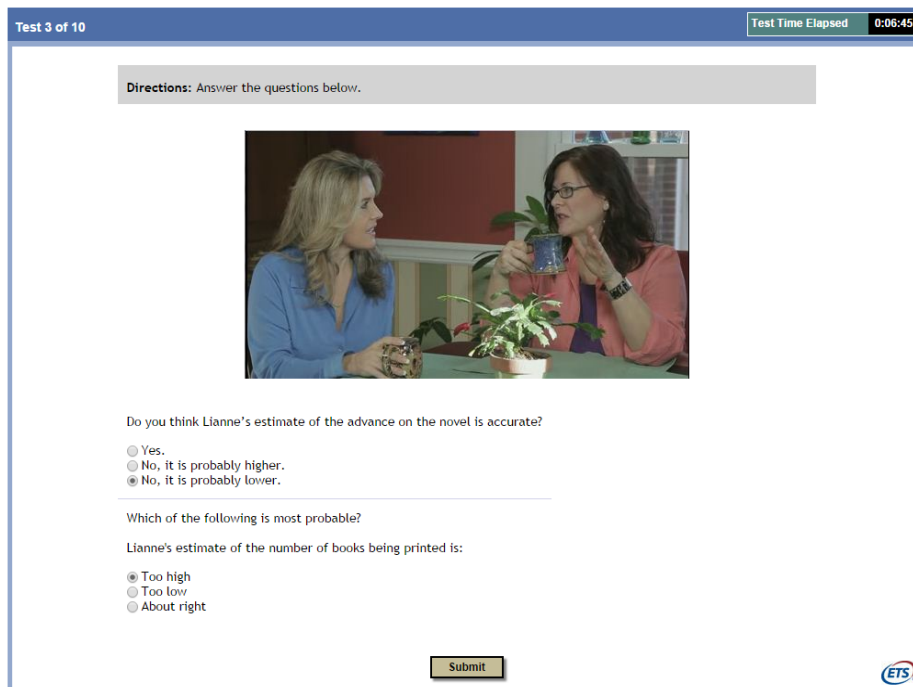 Test 3 of 10
Test Time Elapsed 0:06:45
Directions: Answer the questions below.
Do you think Lianne’s estimate of the advance on the novel is accurate?
Yes.
No, it is probably higher.
No, it is probably lower.
Which of the following is most probable?
Lianne's estimate of the number of books being printed is:
Too high
Too low
About right
Submit
ETS